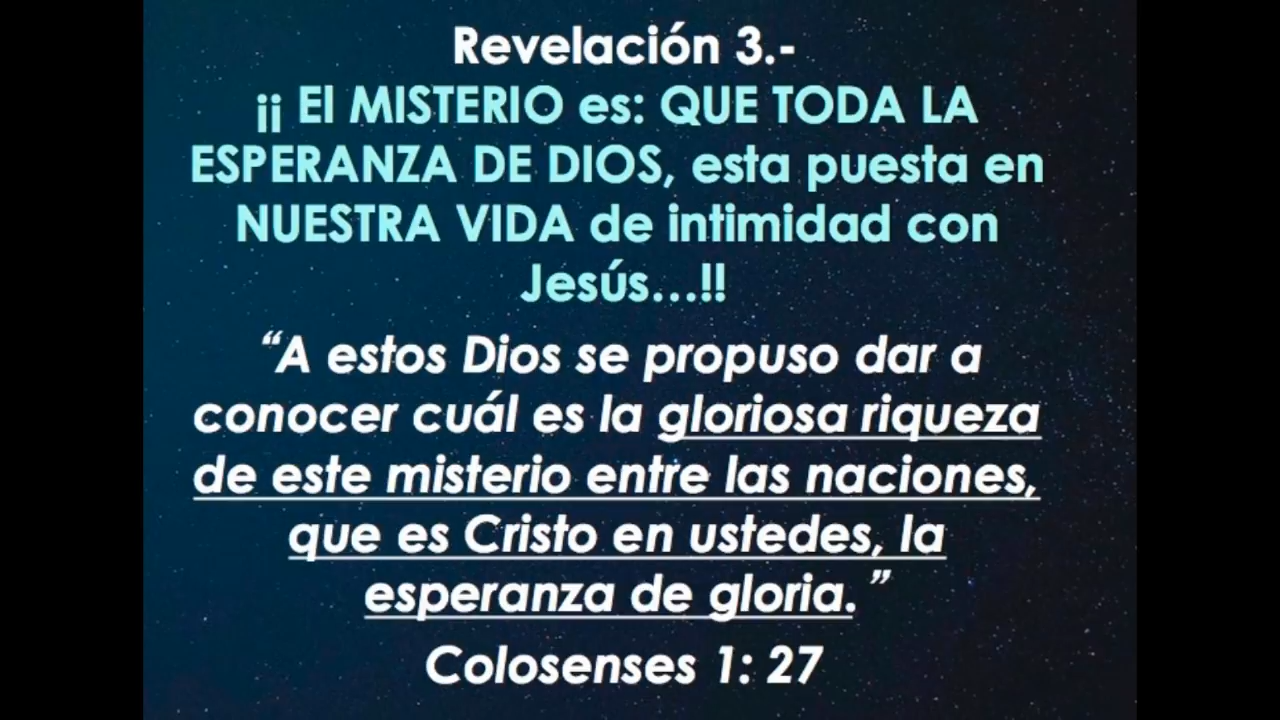 Revelación 3.-
¡¡ El MISTERIO es: QUE TODA LA
ESPERANZA DE DIOS, esta puesta en
NUESTRA VIDA de intimidad con
Jesús...!!
“A estos Dios se propuso dar a
conocer cuál es la gloriosa riqueza
de este misterio entre las naciones,
que es Cristo en ustedes, la
esperanza de gloria.”
Colosenses 1: 27